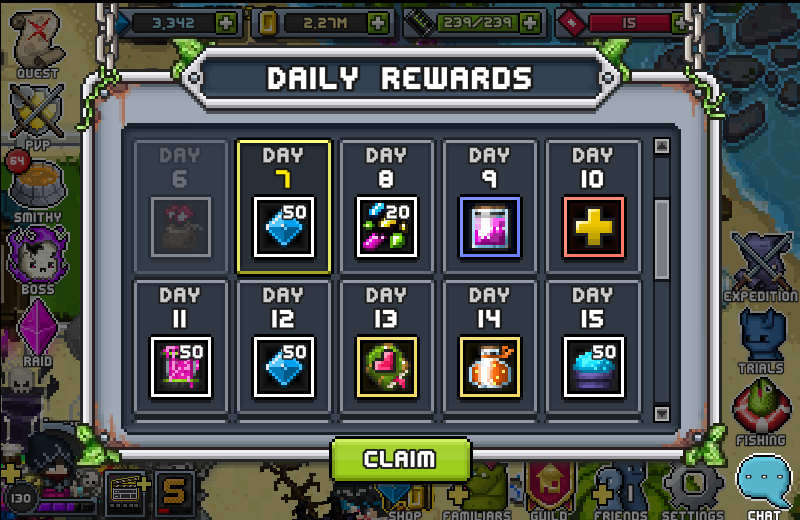 3,342
2,27M
239/239
15
DAILY REWARDS
QUEST
PVP
64
SMITHY
BOSS
RAID
DAY 6
DAY 7
50
DAY 8
20
DAY 9
DAY 10
DAY 11
50
DAY 12
50
DAY 13
DAY 14
DAY 15
50
EXPEDITION
TRIALS
FISHING
CLAIM
130
S
SHOP
FAMILIARS
GUILD
FRIENDS
SETTINGS
CHAT